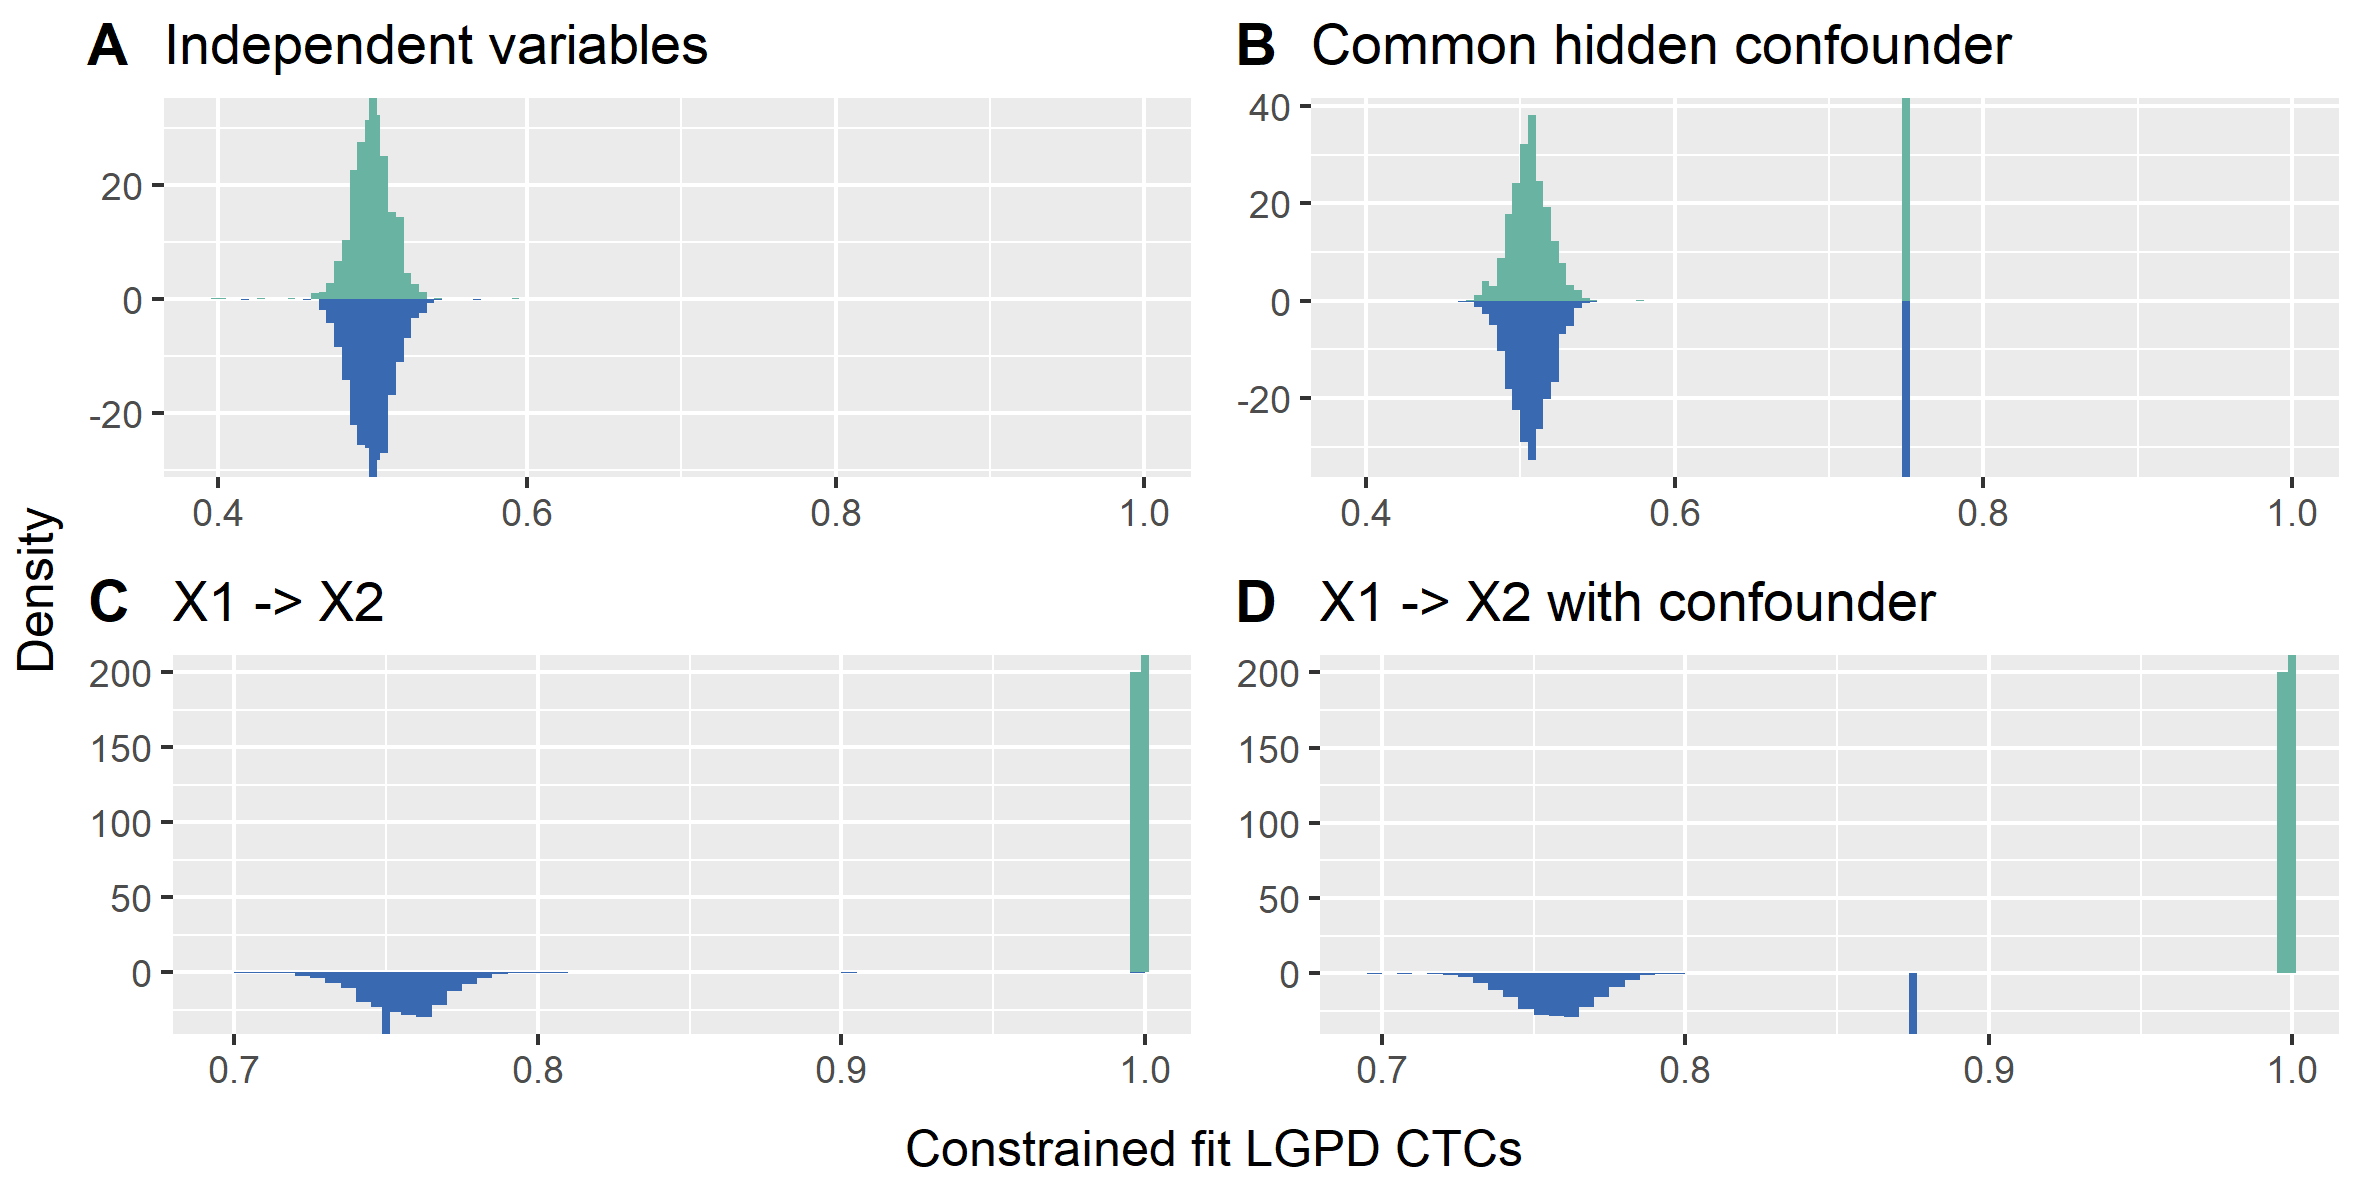 A Independent variables
20
0
-20
0.4 0.6 0.8 1.0
B Common hidden confounder
40
20
0
-20
0.4 0.6 0.8 1.0
Density
C X1 -> X2
200
150
100
50
0
0.7 0.8 0.9 1.0
D X1 -> X2 with confounder
200
150
100
50
0
0.7 0.8 0.9 1.0
Constrained fit LGPD CTCs